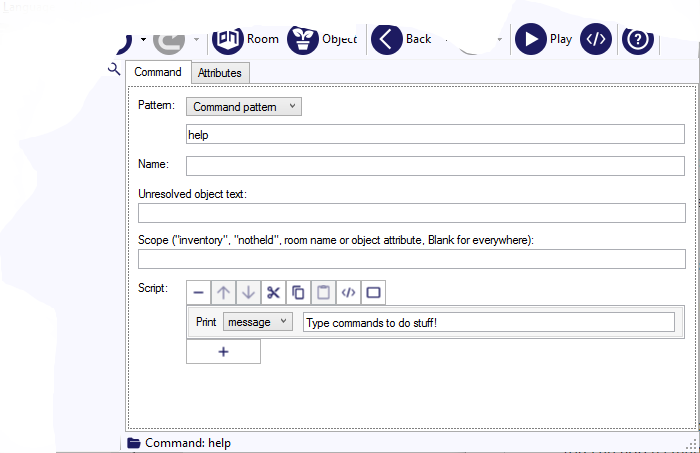 Room Object Back Play
Command Attributes
Pattern: Command pattern
help
Name:
Unresolved object text:
Scope ("inventory", "notheld", room name or object attribute, Blank for everywhere):
Script:
Print message Type commands to do stuff!
Command: help